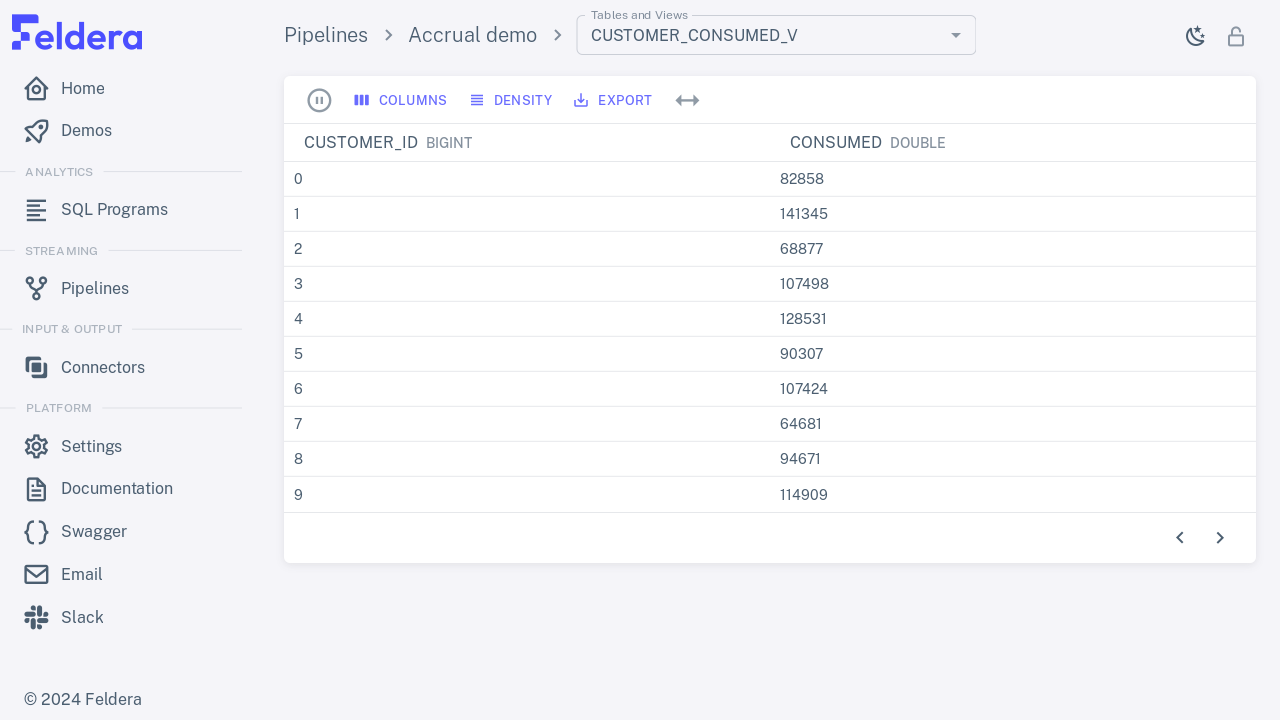 Feldera
Home
Demos
ANALYTICS
SQL Programs
STREAMING
Pipelines
INPUT & OUTPUT
Connectors
PLATFORM
Settings
Documentation
Swagger
Email
Slack
© 2024 Feldera
Pipelines
Accrual demo
Tables and Views
CUSTOMER_CONSUMED_V
COLUMNS DENSITY EXPORT
CUSTOMER_ID BIGINT CONSUMED DOUBLE
0 82858
1 141345
2 68877
3 107498
4 128531
5 90307
6 107424
7 64681
8 94671
9 114909